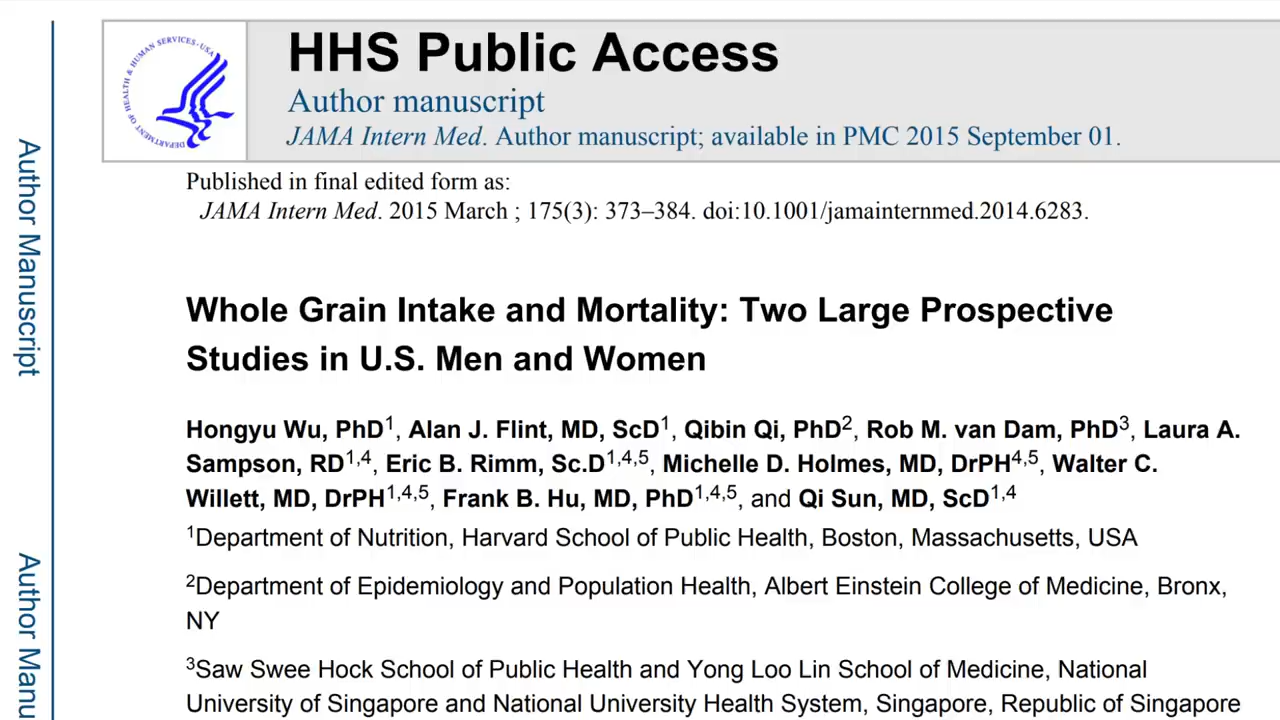 HHS Public Access
Author manuscript
JAMA Intern Med. Author manuscript; available in PMC 2015 September 01.
Published in final edited form as:
JAMA Intern Med. 2015 March ; 175(3): 373–384. doi:10.1001/jamainternmed.2014.6283.
Whole Grain Intake and Mortality: Two Large Prospective
Studies in U.S. Men and Women
Hongyu Wu, PhD1, Alan J. Flint, MD, ScD1, Qibin Qi, PhD2, Rob M. van Dam, PhD3, Laura A.
Sampson, RD1,4, Eric B. Rimm, Sc.D1,4,5, Michelle D. Holmes, MD, DrPH4,5, Walter C.
Willett, MD, DrPH1,4,5, Frank B. Hu, MD, PhD1,4,5, and Qi Sun, MD, ScD1,4
1Department of Nutrition, Harvard School of Public Health, Boston, Massachusetts, USA
2Department of Epidemiology and Population Health, Albert Einstein College of Medicine, Bronx,
NY
3Saw Swee Hock School of Public Health and Yong Loo Lin School of Medicine, National
University of Singapore and National University Health System, Singapore, Republic of Singapore
Author Manuscript
Author Manu
DEPARTMENT OF HEALTH & HUMAN SERVICES · USA